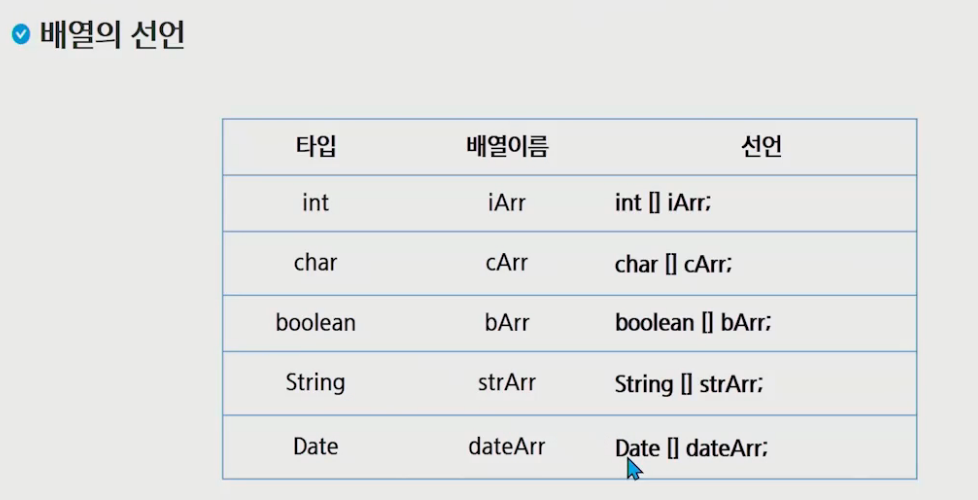 배열의 선언
타입 배열이름 선언
int iArr int [] iArr;
char cArr char [] cArr;
boolean bArr boolean [] bArr;
String strArr String [] strArr;
Date dateArr Date [] dateArr;